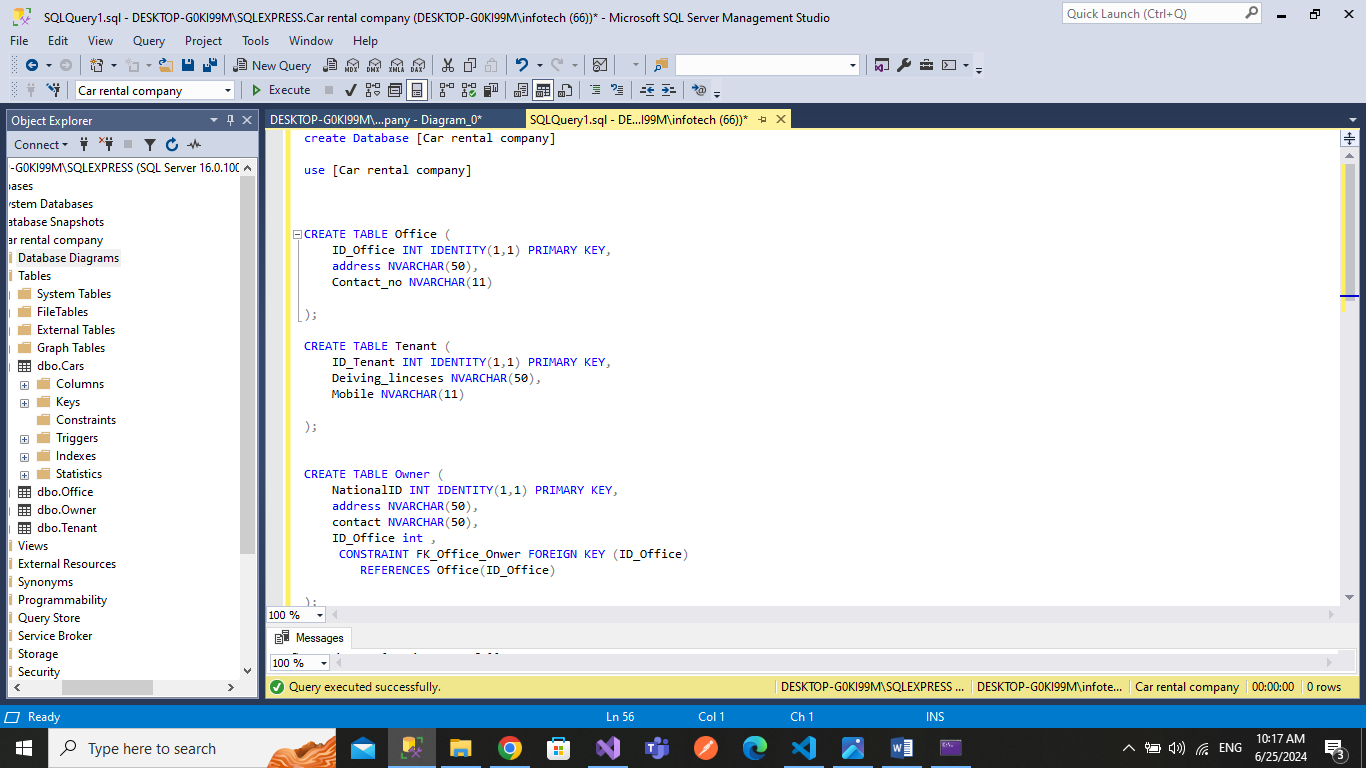 SQLQuery1.sql - DESKTOP-G0KI99M\SQLEXPRESS.Car rental company (DESKTOP-G0KI99M\infotech (66))* - Microsoft SQL Server Management Studio
Quick Launch (Ctrl+Q)
File Edit View Query Project Tools Window Help
New Query
MDX DMX XMLA DAX
Car rental company
Execute
Object Explorer
DESKTOP-G0KI99M\...pany - Diagram_0*
SQLQuery1.sql - DE...I99M\infotech (66))*
Connect
-G0KI99M\SQLEXPRESS (SQL Server 16.0.100
bases
ystem Databases
atabase Snapshots
ar rental company
Database Diagrams
Tables
System Tables
FileTables
External Tables
Graph Tables
dbo.Cars
Columns
Keys
Constraints
Triggers
Indexes
Statistics
dbo.Office
dbo.Owner
dbo.Tenant
Views
External Resources
Synonyms
Programmability
Query Store
Service Broker
Storage
Security
create Database [Car rental company]
use [Car rental company]
CREATE TABLE Office (
ID_Office INT IDENTITY(1,1) PRIMARY KEY,
address NVARCHAR(50),
Contact_no NVARCHAR(11)
);
CREATE TABLE Tenant (
ID_Tenant INT IDENTITY(1,1) PRIMARY KEY,
Deiving_linceses NVARCHAR(50),
Mobile NVARCHAR(11)
);
CREATE TABLE Owner (
NationalID INT IDENTITY(1,1) PRIMARY KEY,
address NVARCHAR(50),
contact NVARCHAR(50),
ID_Office int ,
CONSTRAINT FK_Office_Onwer FOREIGN KEY (ID_Office)
REFERENCES Office(ID_Office)
);
100 %
Messages
100 %
Query executed successfully.
DESKTOP-G0KI99M\SQLEXPRESS ...
DESKTOP-G0KI99M\infote...
Car rental company
00:00:00
0 rows
Ready
Ln 56
Col 1
Ch 1
INS
Type here to search
ENG
10:17 AM
6/25/2024
3